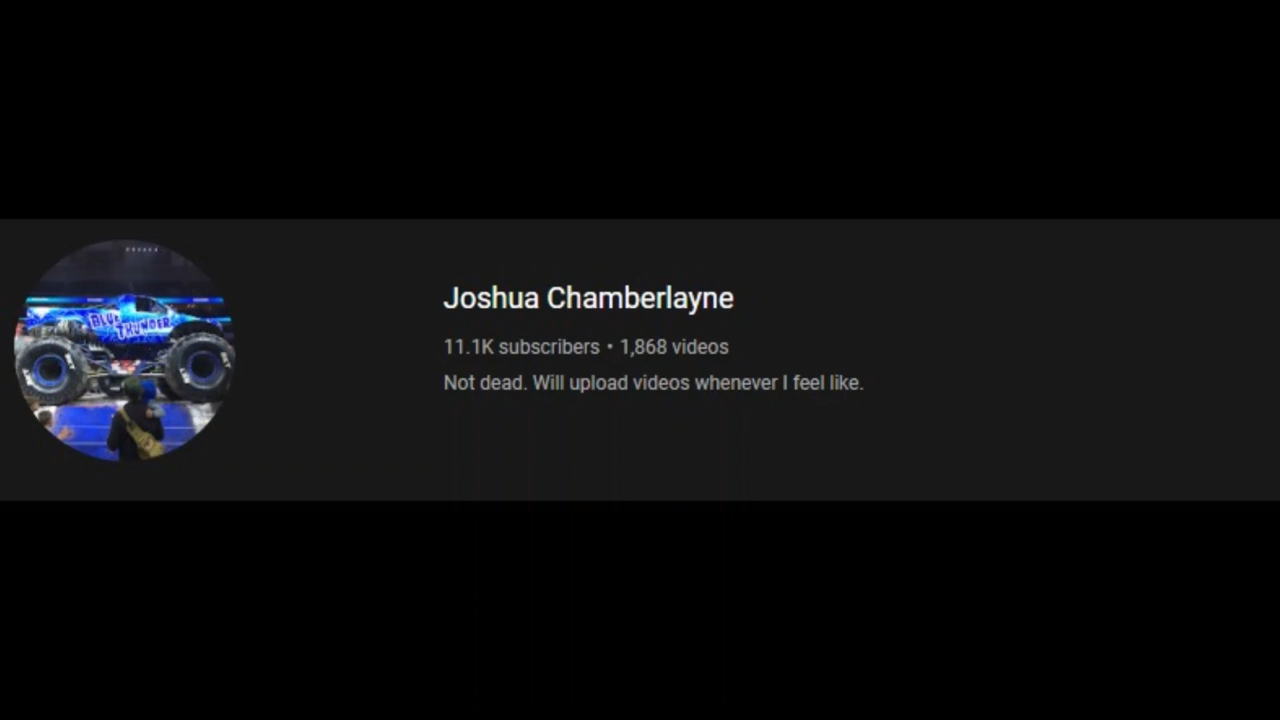 BLUE
THUNDER
Joshua Chamberlayne
11.1K subscribers • 1,868 videos
Not dead. Will upload videos whenever I feel like.